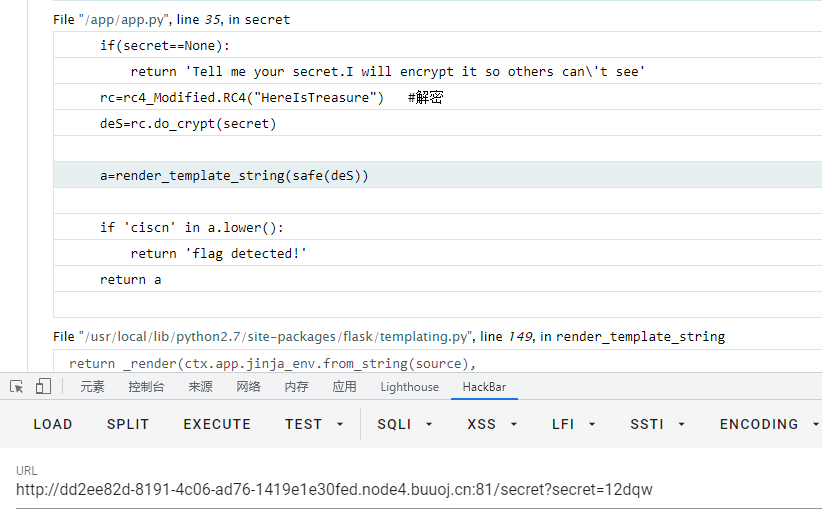 File "/app/app.py", line 35, in secret
if(secret==None):
return 'Tell me your secret.I will encrypt it so others can\'t see'
rc=rc4_Modified.RC4("HereIsTreasure")   #解密
deS=rc.do_crypt(secret)
a=render_template_string(safe(deS))
if 'ciscn' in a.lower():
return 'flag detected!'
return a
File "/usr/local/lib/python2.7/site-packages/flask/templating.py", line 149, in render_template_string
return _render(ctx.app.jinja_env.from_string(source),
元素 控制台 来源 网络 内存 应用 Lighthouse HackBar
LOAD SPLIT EXECUTE TEST SQLI XSS LFI SSTI ENCODING
URL
http://dd2ee82d-8191-4c06-ad76-1419e1e30fed.node4.buuoj.cn:81/secret?secret=12dqw